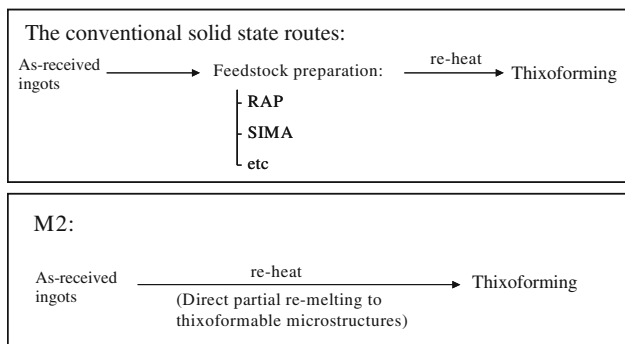 The conventional solid state routes:
As-received ingots
Feedstock preparation:
re-heat
Thixoforming
RAP
SIMA
etc
M2:
As-received
ingots
re-heat
(Direct partial re-melting to
thixoformable microstructures)
Thixoforming